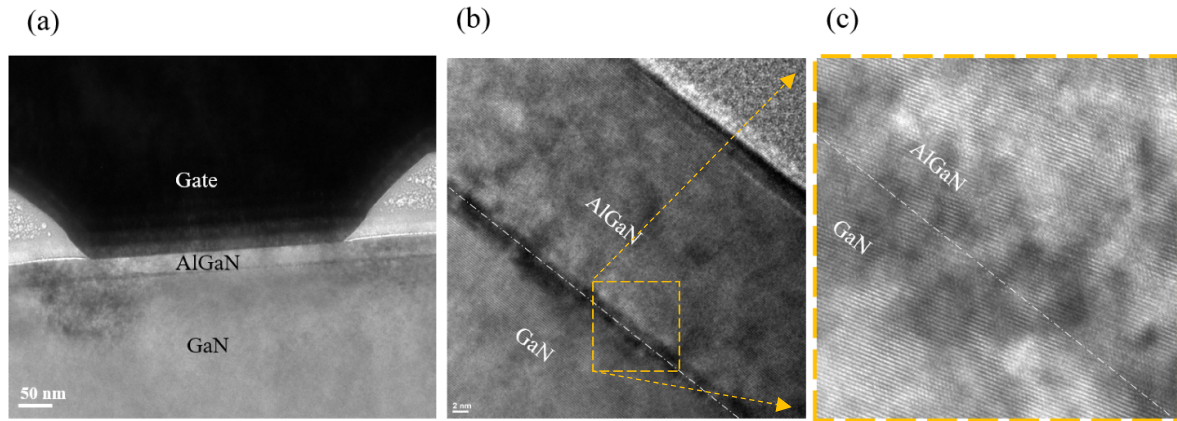 (a)
(b)
(c)
Gate
AlGaN
GaN
50 nm
AlGaN
GaN
2 nm
AlGaN
GaN